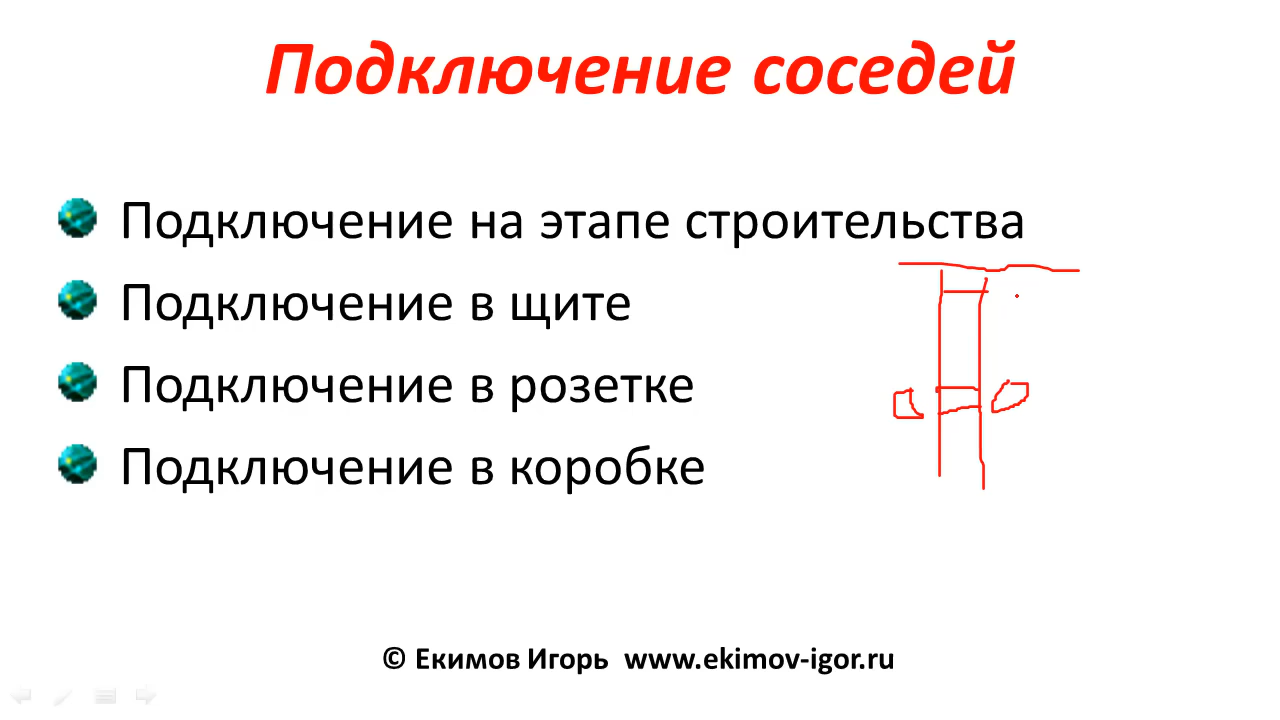 Подключение соседей
Подключение на этапе строительства
Подключение в щите
Подключение в розетке
Подключение в коробке
© Екимов Игорь www.ekimov-igor.ru